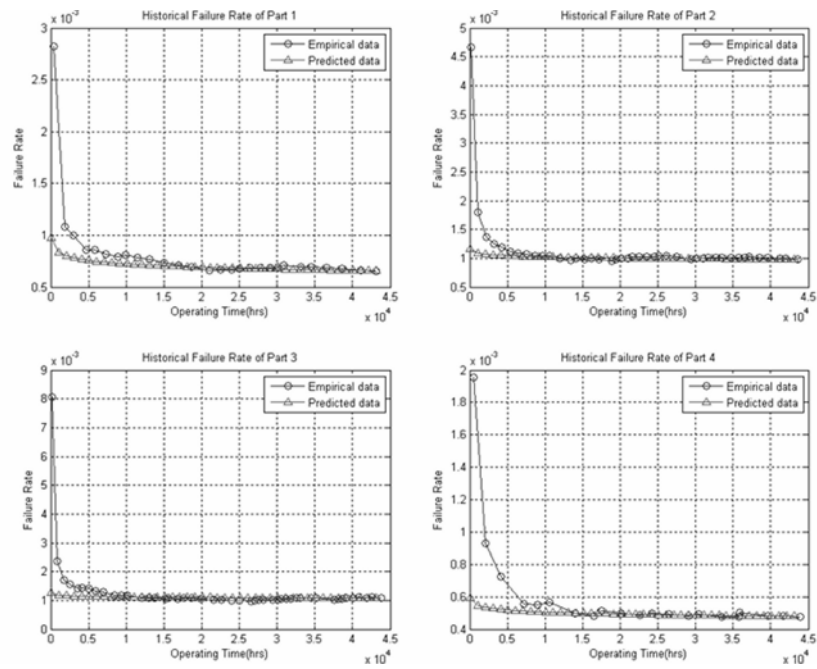 Historical Failure Rate of Part 1
x 10⁻³
3
2.5
2
1.5
1
0.5
Failure Rate
Empirical data
Predicted data
0 0.5 1 1.5 2 2.5 3 3.5 4 4.5
Operating Time(hrs)
x 10⁴
Historical Failure Rate of Part 2
x 10⁻³
5
4.5
4
3.5
3
2.5
2
1.5
1
0.5
Failure Rate
Empirical data
Predicted data
0 0.5 1 1.5 2 2.5 3 3.5 4 4.5
Operating Time(hrs)
x 10⁴
Historical Failure Rate of Part 3
x 10⁻³
9
8
7
6
5
4
3
2
1
0
Failure Rate
Empirical data
Predicted data
0 0.5 1 1.5 2 2.5 3 3.5 4 4.5
Operating Time(hrs)
x 10⁴
Historical Failure Rate of Part 4
x 10⁻³
2
1.8
1.6
1.4
1.2
1
0.8
0.6
0.4
Failure Rate
Empirical data
Predicted data
0 0.5 1 1.5 2 2.5 3 3.5 4 4.5
Operating Time(hrs)
x 10⁴